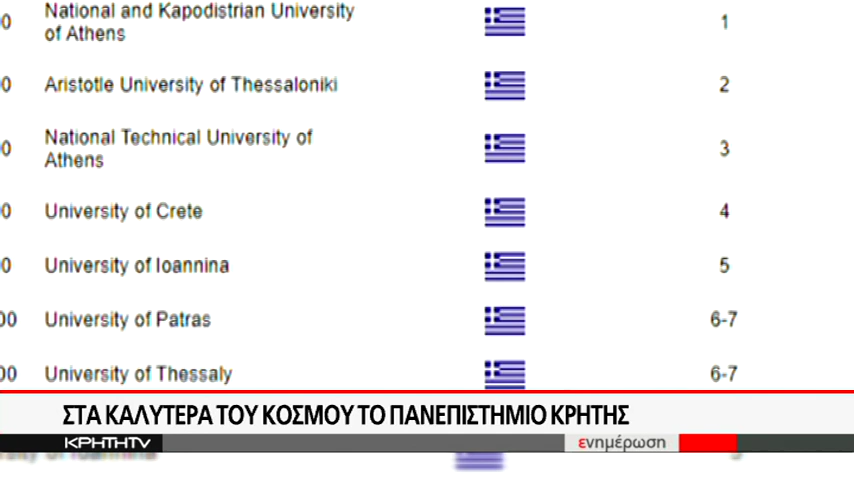 National and Kapodistrian University
of Athens
1
Aristotle University of Thessaloniki
2
National Technical University of
Athens
3
University of Crete
4
University of Ioannina
5
University of Patras
6-7
University of Thessaly
6-7
ΣΤΑ ΚΑΛΥΤΕΡΑ ΤΟΥ ΚΟΣΜΟΥ ΤΟ ΠΑΝΕΠΙΣΤΗΜΙΟ ΚΡΗΤΗΣ
ΚΡΗΤΗTV
ενημέρωση